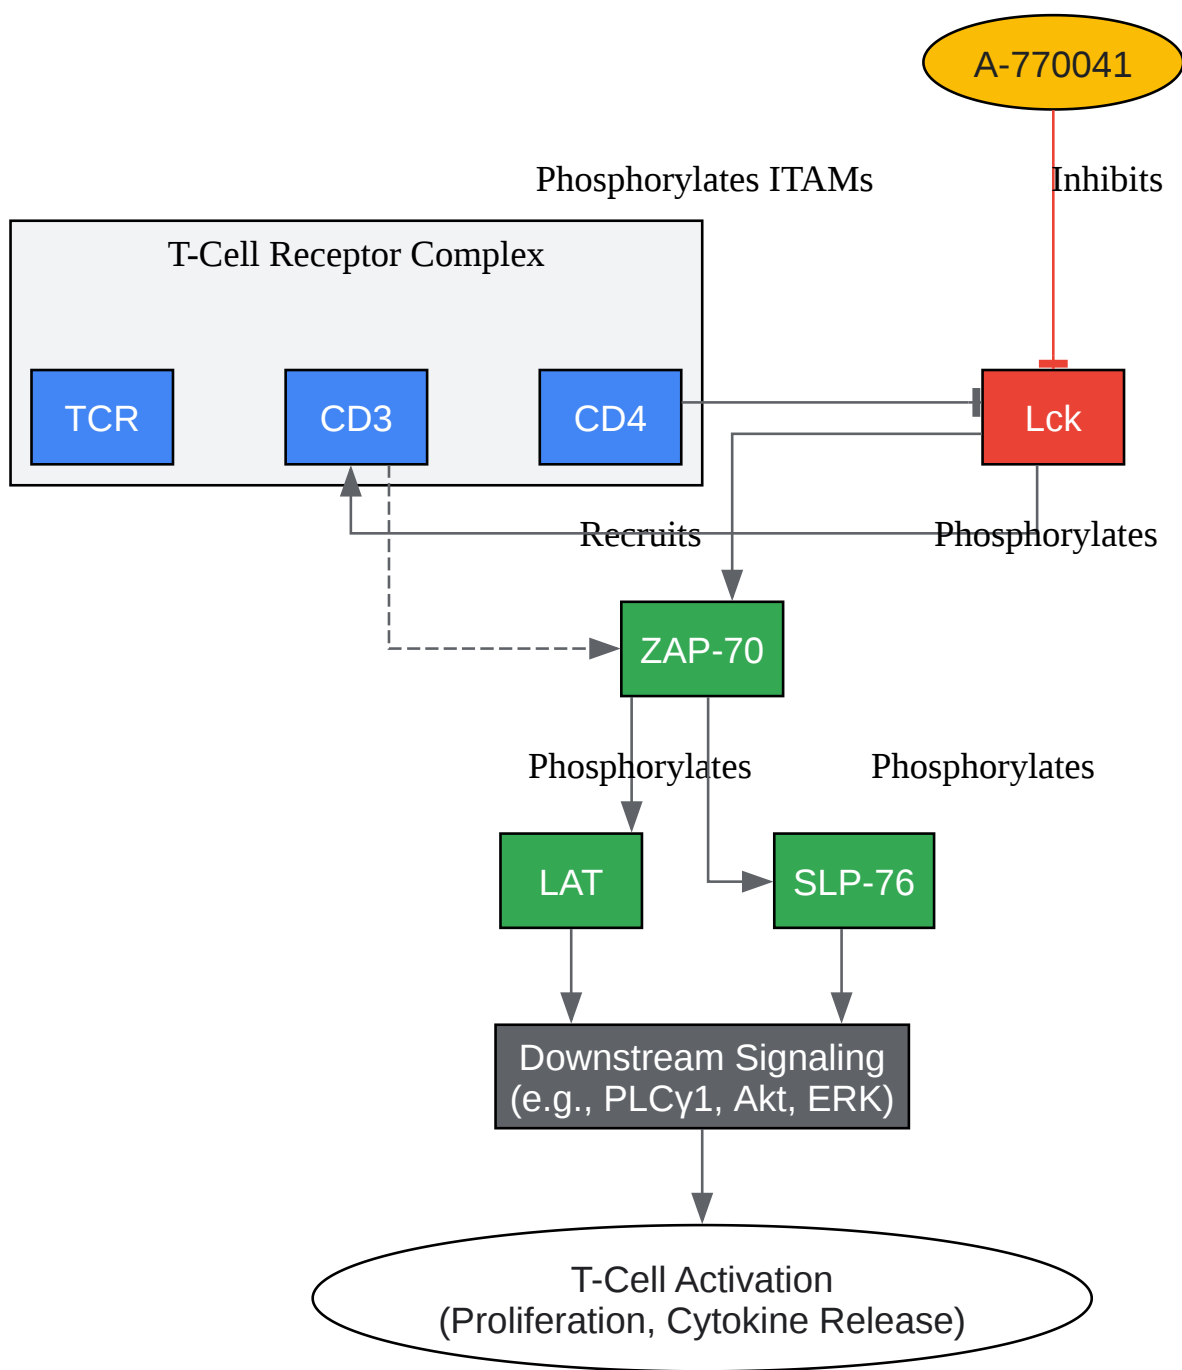 A-770041
Phosphorylates ITAMs
Inhibits
T-Cell Receptor Complex
TCR
CD3
CD4
Lck
Recruits
Phosphorylates
ZAP-70
Phosphorylates
Phosphorylates
LAT
SLP-76
Downstream Signaling
(e.g., PLCγ1, Akt, ERK)
T-Cell Activation
(Proliferation, Cytokine Release)